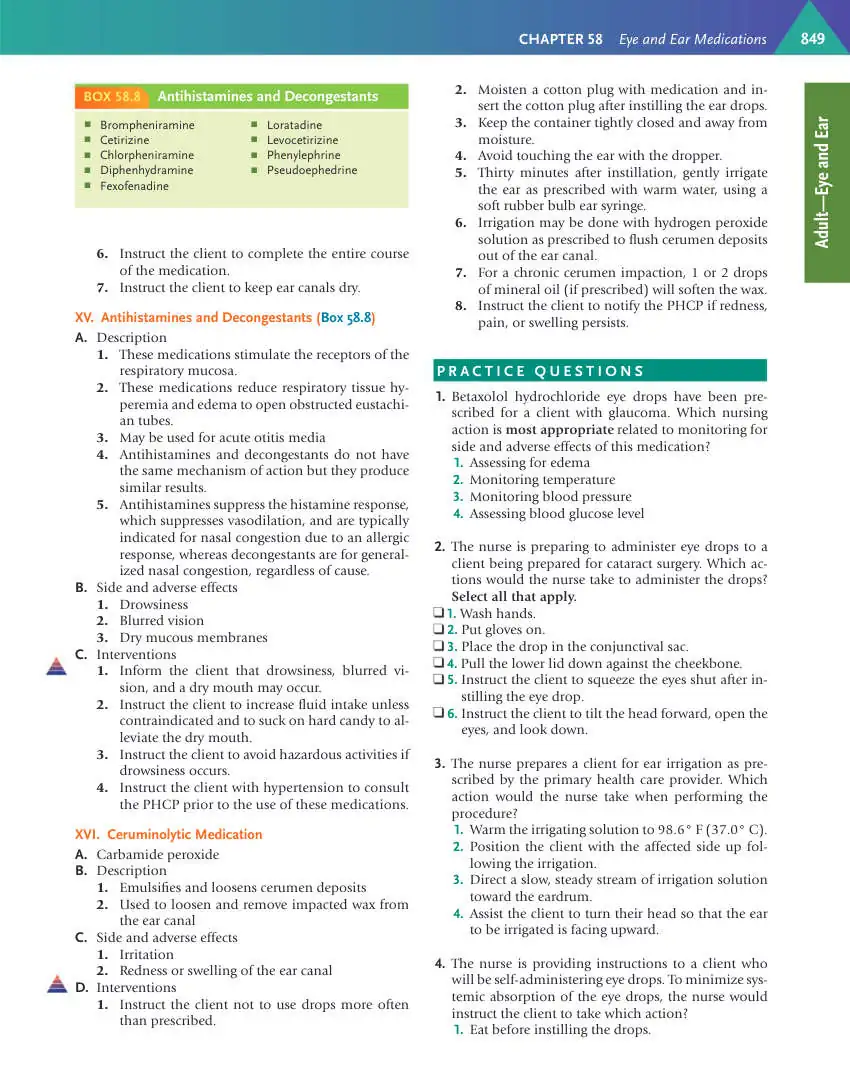 CHAPTER 58 Eye and Ear Medications 849
BOX 58.8 Antihistamines and Decongestants
■ Brompheniramine
■ Cetirizine
■ Chlorpheniramine
■ Diphenhydramine
■ Fexofenadine
■ Loratadine
■ Levocetirizine
■ Phenylephrine
■ Pseudoephedrine
6. Instruct the client to complete the entire course
of the medication.
7. Instruct the client to keep ear canals dry.
XV. Antihistamines and Decongestants (Box 58.8)
A. Description
1. These medications stimulate the receptors of the
respiratory mucosa.
2. These medications reduce respiratory tissue hy-
peremia and edema to open obstructed eustachi-
an tubes.
3. May be used for acute otitis media
4. Antihistamines and decongestants do not have
the same mechanism of action but they produce
similar results.
5. Antihistamines suppress the histamine response,
which suppresses vasodilation, and are typically
indicated for nasal congestion due to an allergic
response, whereas decongestants are for general-
ized nasal congestion, regardless of cause.
B. Side and adverse effects
1. Drowsiness
2. Blurred vision
3. Dry mucous membranes
C. Interventions
1. Inform the client that drowsiness, blurred vi-
sion, and a dry mouth may occur.
2. Instruct the client to increase fluid intake unless
contraindicated and to suck on hard candy to al-
leviate the dry mouth.
3. Instruct the client to avoid hazardous activities if
drowsiness occurs.
4. Instruct the client with hypertension to consult
the PHCP prior to the use of these medications.
XVI. Ceruminolytic Medication
A. Carbamide peroxide
B. Description
1. Emulsifies and loosens cerumen deposits
2. Used to loosen and remove impacted wax from
the ear canal
C. Side and adverse effects
1. Irritation
2. Redness or swelling of the ear canal
D. Interventions
1. Instruct the client not to use drops more often
than prescribed.
2. Moisten a cotton plug with medication and in-
sert the cotton plug after instilling the ear drops.
3. Keep the container tightly closed and away from
moisture.
4. Avoid touching the ear with the dropper.
5. Thirty minutes after instillation, gently irrigate
the ear as prescribed with warm water, using a
soft rubber bulb ear syringe.
6. Irrigation may be done with hydrogen peroxide
solution as prescribed to flush cerumen deposits
out of the ear canal.
7. For a chronic cerumen impaction, 1 or 2 drops
of mineral oil (if prescribed) will soften the wax.
8. Instruct the client to notify the PHCP if redness,
pain, or swelling persists.
PRACTICE QUESTIONS
1. Betaxolol hydrochloride eye drops have been pre-
scribed for a client with glaucoma. Which nursing
action is most appropriate related to monitoring for
side and adverse effects of this medication?
1. Assessing for edema
2. Monitoring temperature
3. Monitoring blood pressure
4. Assessing blood glucose level
2. The nurse is preparing to administer eye drops to a
client being prepared for cataract surgery. Which ac-
tions would the nurse take to administer the drops?
Select all that apply.
❏ 1. Wash hands.
❏ 2. Put gloves on.
❏ 3. Place the drop in the conjunctival sac.
❏ 4. Pull the lower lid down against the cheekbone.
❏ 5. Instruct the client to squeeze the eyes shut after in-
stilling the eye drop.
❏ 6. Instruct the client to tilt the head forward, open the
eyes, and look down.
3. The nurse prepares a client for ear irrigation as pre-
scribed by the primary health care provider. Which
action would the nurse take when performing the
procedure?
1. Warm the irrigating solution to 98.6° F (37.0° C).
2. Position the client with the affected side up fol-
lowing the irrigation.
3. Direct a slow, steady stream of irrigation solution
toward the eardrum.
4. Assist the client to turn their head so that the ear
to be irrigated is facing upward.
4. The nurse is providing instructions to a client who
will be self-administering eye drops. To minimize sys-
temic absorption of the eye drops, the nurse would
instruct the client to take which action?
1. Eat before instilling the drops.
Adult—Eye and Ear